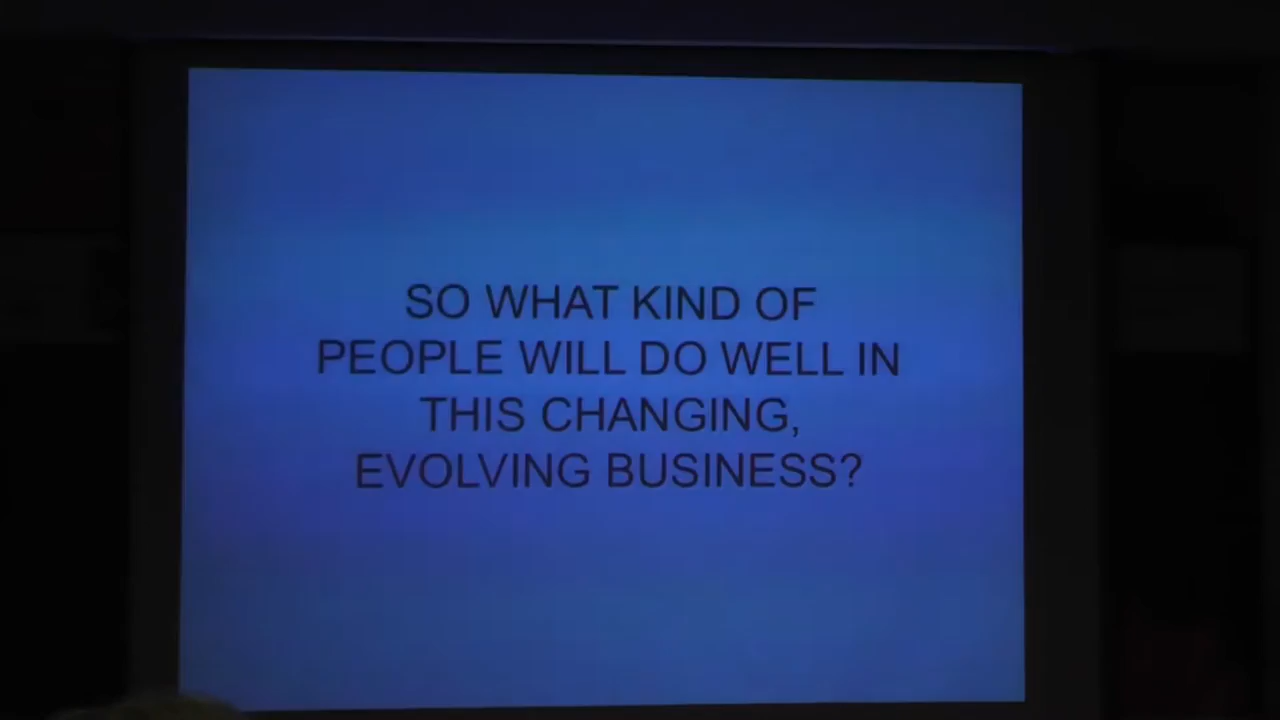 SO WHAT KIND OF
PEOPLE WILL DO WELL IN
THIS CHANGING,
EVOLVING BUSINESS?